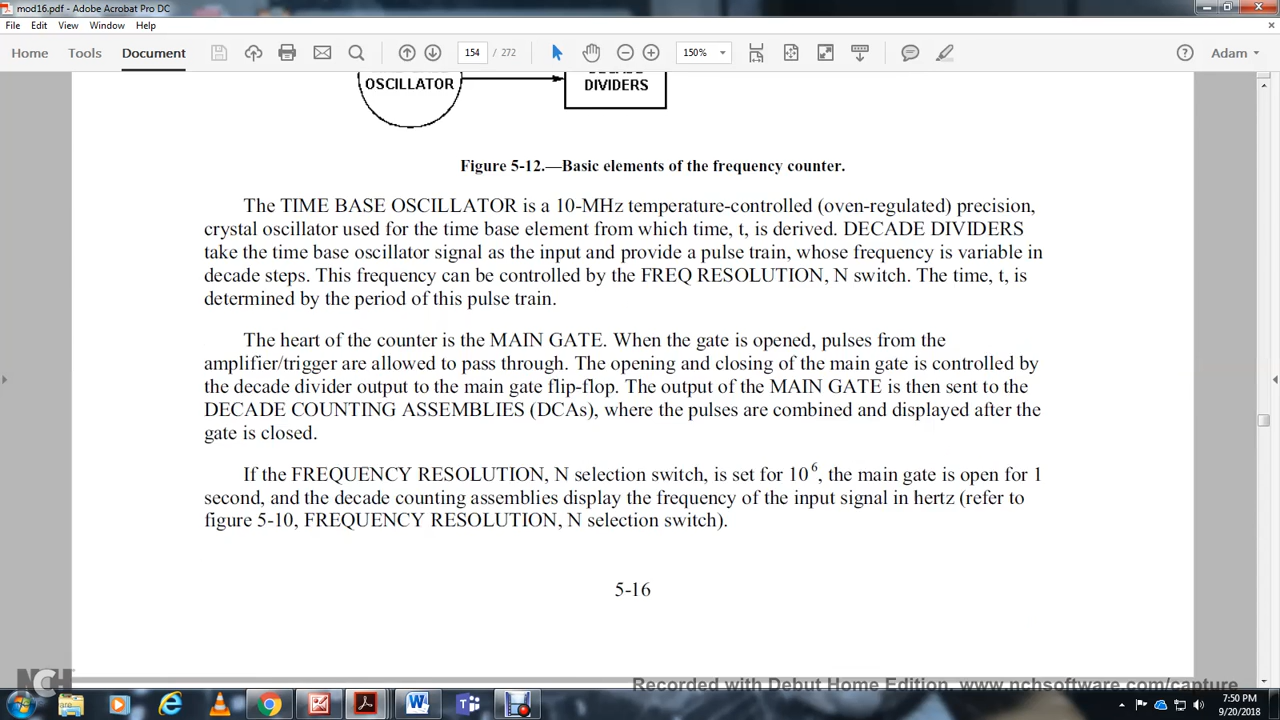 mod16.pdf - Adobe Acrobat Pro DC
File Edit View Window Help
Home Tools Document 154 / 272 150% Adam
OSCILLATOR
DIVIDERS
Figure 5-12.—Basic elements of the frequency counter.
The TIME BASE OSCILLATOR is a 10-MHz temperature-controlled (oven-regulated) precision,
crystal oscillator used for the time base element from which time, t, is derived. DECADE DIVIDERS
take the time base oscillator signal as the input and provide a pulse train, whose frequency is variable in
decade steps. This frequency can be controlled by the FREQ RESOLUTION, N switch. The time, t, is
determined by the period of this pulse train.
The heart of the counter is the MAIN GATE. When the gate is opened, pulses from the
amplifier/trigger are allowed to pass through. The opening and closing of the main gate is controlled by
the decade divider output to the main gate flip-flop. The output of the MAIN GATE is then sent to the
DECADE COUNTING ASSEMBLIES (DCAs), where the pulses are combined and displayed after the
gate is closed.
If the FREQUENCY RESOLUTION, N selection switch, is set for 10⁶, the main gate is open for 1
second, and the decade counting assemblies display the frequency of the input signal in hertz (refer to
figure 5-10, FREQUENCY RESOLUTION, N selection switch).
5-16
NCH
Recorded with Debut Home Edition. www.nchsoftware.com/capture
7:50 PM
9/20/2018